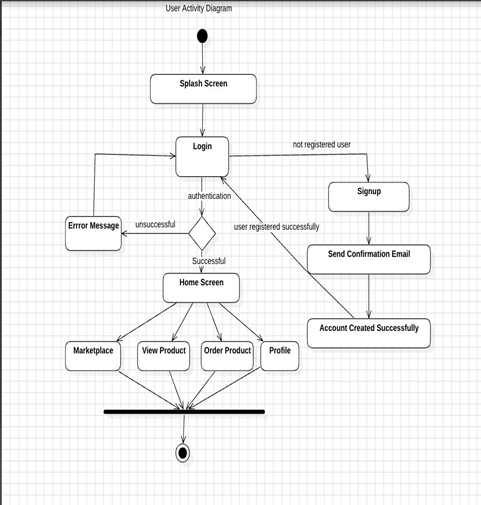 User Activity Diagram
Splash Screen
Login
not registered user
Signup
authentication
Errror Message
unsuccessful
user registered successfully
Send Confirmation Email
Successful
Home Screen
Account Created Successfully
Marketplace
View Product
Order Product
Profile